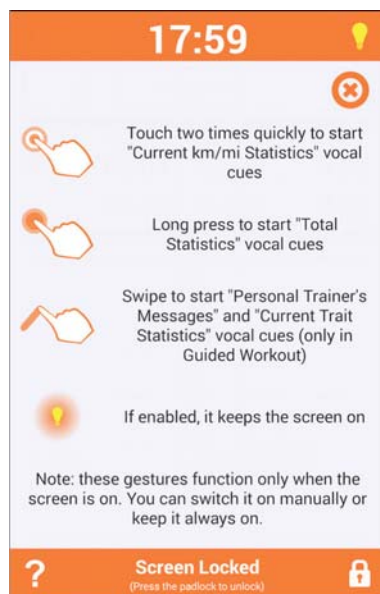 17:59
Touch two times quickly to start
"Current km/mi Statistics" vocal
cues
Long press to start "Total
Statistics" vocal cues
Swipe to start "Personal Trainer's
Messages" and "Current Trait
Statistics" vocal cues (only in
Guided Workout)
If enabled, it keeps the screen on
Note: these gestures function only when the
screen is on. You can switch it on manually or
keep it always on.
?
Screen Locked
(Press the padlock to unlock)